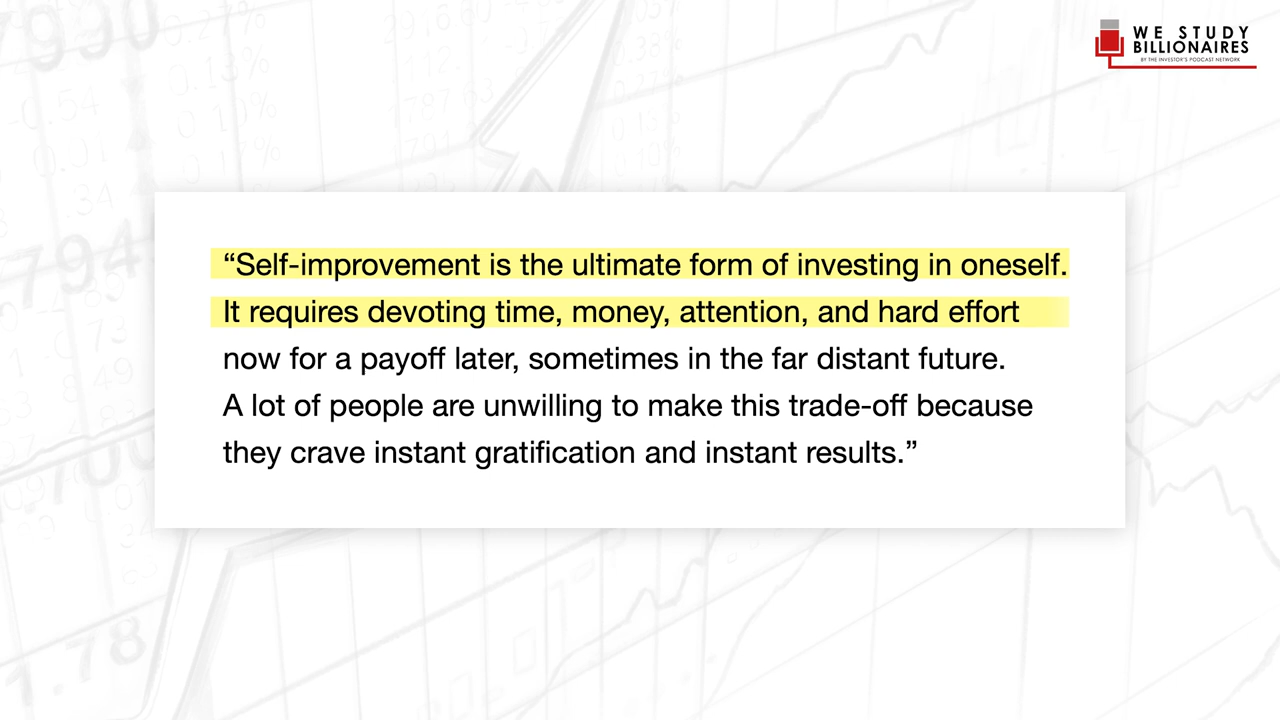 WE STUDY
BILLIONAIRES
BY THE INVESTOR'S PODCAST NETWORK
“Self-improvement is the ultimate form of investing in oneself.
It requires devoting time, money, attention, and hard effort
now for a payoff later, sometimes in the far distant future.
A lot of people are unwilling to make this trade-off because
they crave instant gratification and instant results.”